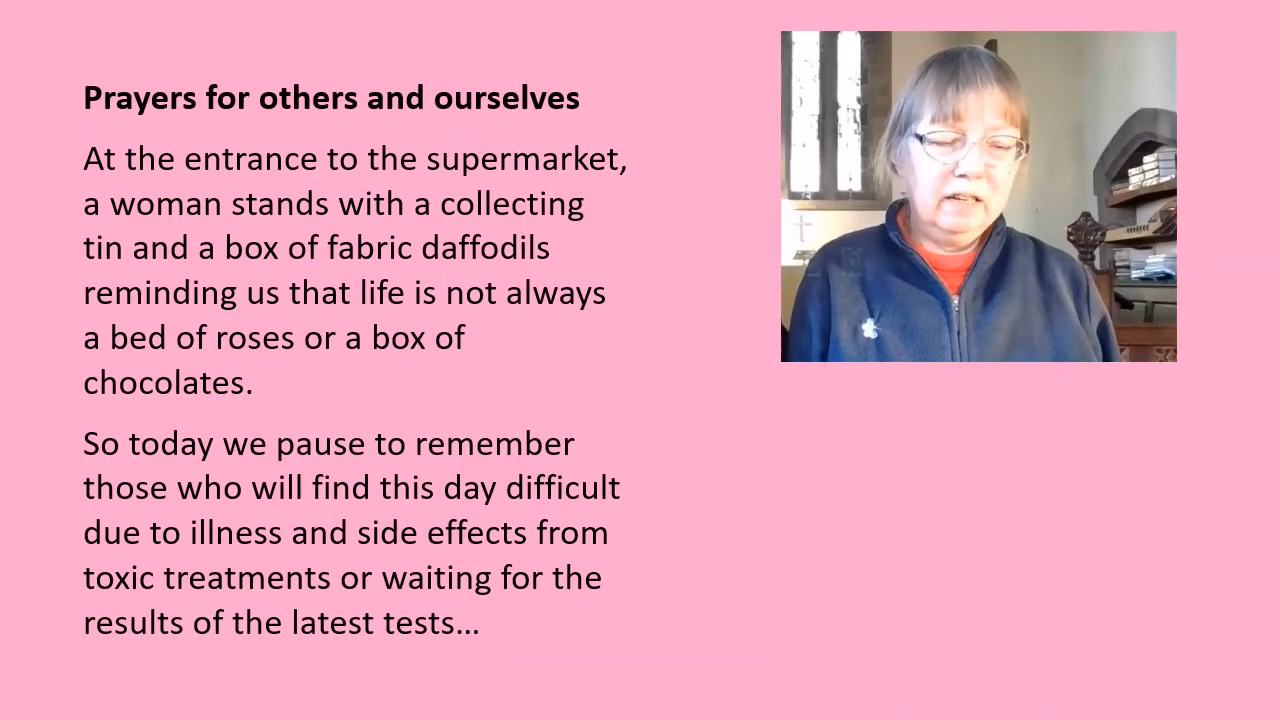 Prayers for others and ourselves
At the entrance to the supermarket,
a woman stands with a collecting
tin and a box of fabric daffodils
reminding us that life is not always
a bed of roses or a box of
chocolates.
So today we pause to remember
those who will find this day difficult
due to illness and side effects from
toxic treatments or waiting for the
results of the latest tests…